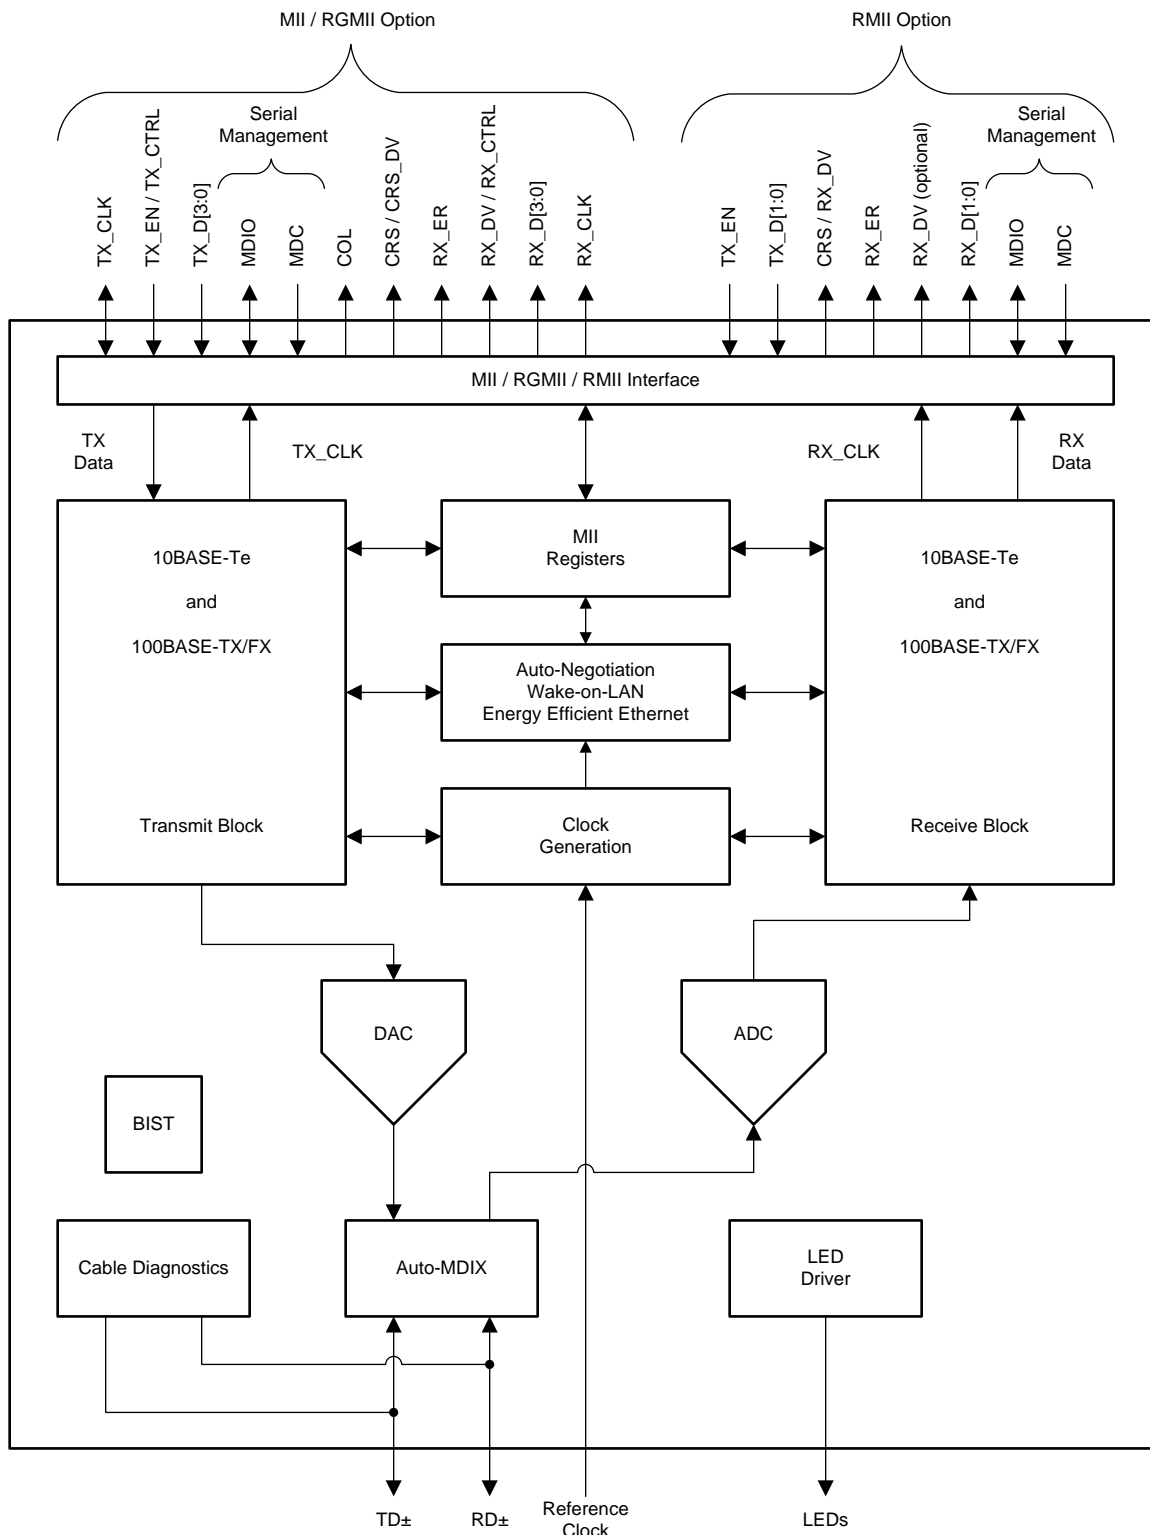 MII / RGMII Option
RMII Option
Serial
Management
Serial
Management
TX_CLK
TX_EN / TX_CTRL
TX_D[3:0]
MDIO
MDC
COL
CRS / CRS_DV
RX_ER
RX_DV / RX_CTRL
RX_D[3:0]
RX_CLK
TX_EN
TX_D[1:0]
CRS / RX_DV
RX_ER
RX_DV (optional)
RX_D[1:0]
MDIO
MDC
MII / RGMII / RMII Interface
TX
Data
TX_CLK
RX_CLK
RX
Data
10BASE-Te
and
100BASE-TX/FX
Transmit Block
MII
Registers
Auto-Negotiation
Wake-on-LAN
Energy Efficient Ethernet
Clock
Generation
10BASE-Te
and
100BASE-TX/FX
Receive Block
DAC
ADC
BIST
Cable Diagnostics
Auto-MDIX
LED
Driver
TD±
RD±
Reference
Clock
LEDs